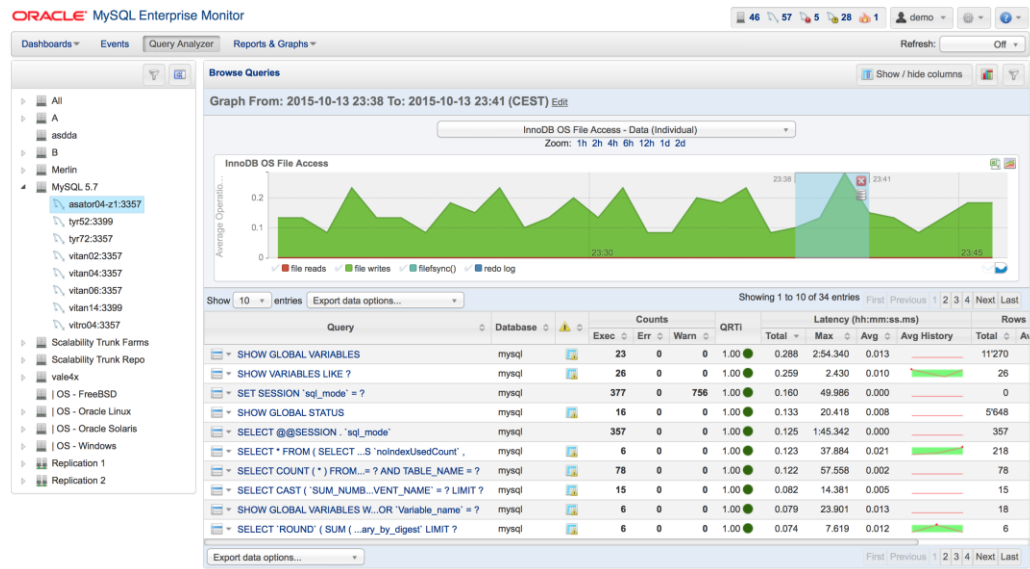 ORACLE® MySQL Enterprise Monitor
46 57 5 28 1 demo
Dashboards Events Query Analyzer Reports & Graphs Refresh: Off
All
A
asdda
B
Merlin
MySQL 5.7
asator04-z1:3357
tyr52:3399
tyr72:3357
vitan02:3357
vitan04:3357
vitan06:3357
vitan14:3399
vitro04:3357
Scalability Trunk Farms
Scalability Trunk Repo
vale4x
| OS - FreeBSD
| OS - Oracle Linux
| OS - Oracle Solaris
| OS - Windows
Replication 1
Replication 2
Browse Queries Show / hide columns
Graph From: 2015-10-13 23:38 To: 2015-10-13 23:41 (CEST) Edit
InnoDB OS File Access - Data (Individual)
Zoom: 1h 2h 4h 6h 12h 1d 2d
InnoDB OS File Access
Average Operatio...
0.2
0.1
0
23:38 23:41
23:30 23:45
file reads file writes filefsync() redo log
Show 10 entries Export data options... Showing 1 to 10 of 34 entries First Previous 1 2 3 4 Next Last
Query Database Counts QRTi Latency (hh:mm:ss.ms) Rows
Exec Err Warn Total Max Avg Avg History Total Av
SHOW GLOBAL VARIABLES mysql 23 0 0 1.00 0.288 2:54.340 0.013 11'270
SHOW VARIABLES LIKE ? mysql 26 0 0 1.00 0.259 2.430 0.010 26
SET SESSION `sql_mode` = ? mysql 377 0 756 1.00 0.160 49.986 0.000 0
SHOW GLOBAL STATUS mysql 16 0 0 1.00 0.133 20.418 0.008 5'648
SELECT @@SESSION . `sql_mode` mysql 357 0 0 1.00 0.125 1:45.342 0.000 357
SELECT * FROM ( SELECT ...S `noIndexUsedCount` , mysql 6 0 0 1.00 0.123 37.884 0.021 218
SELECT COUNT ( * ) FROM...= ? AND TABLE_NAME = ? mysql 78 0 0 1.00 0.122 57.558 0.002 78
SELECT CAST ( `SUM_NUMB...VENT_NAME` = ? LIMIT ? mysql 15 0 0 1.00 0.082 14.381 0.005 15
SHOW GLOBAL VARIABLES W...OR `Variable_name` = ? mysql 6 0 0 1.00 0.079 23.901 0.013 18
SELECT `ROUND` ( SUM ( ...ary_by_digest` LIMIT ? mysql 6 0 0 1.00 0.074 7.619 0.012 6
Export data options... First Previous 1 2 3 4 Next Last